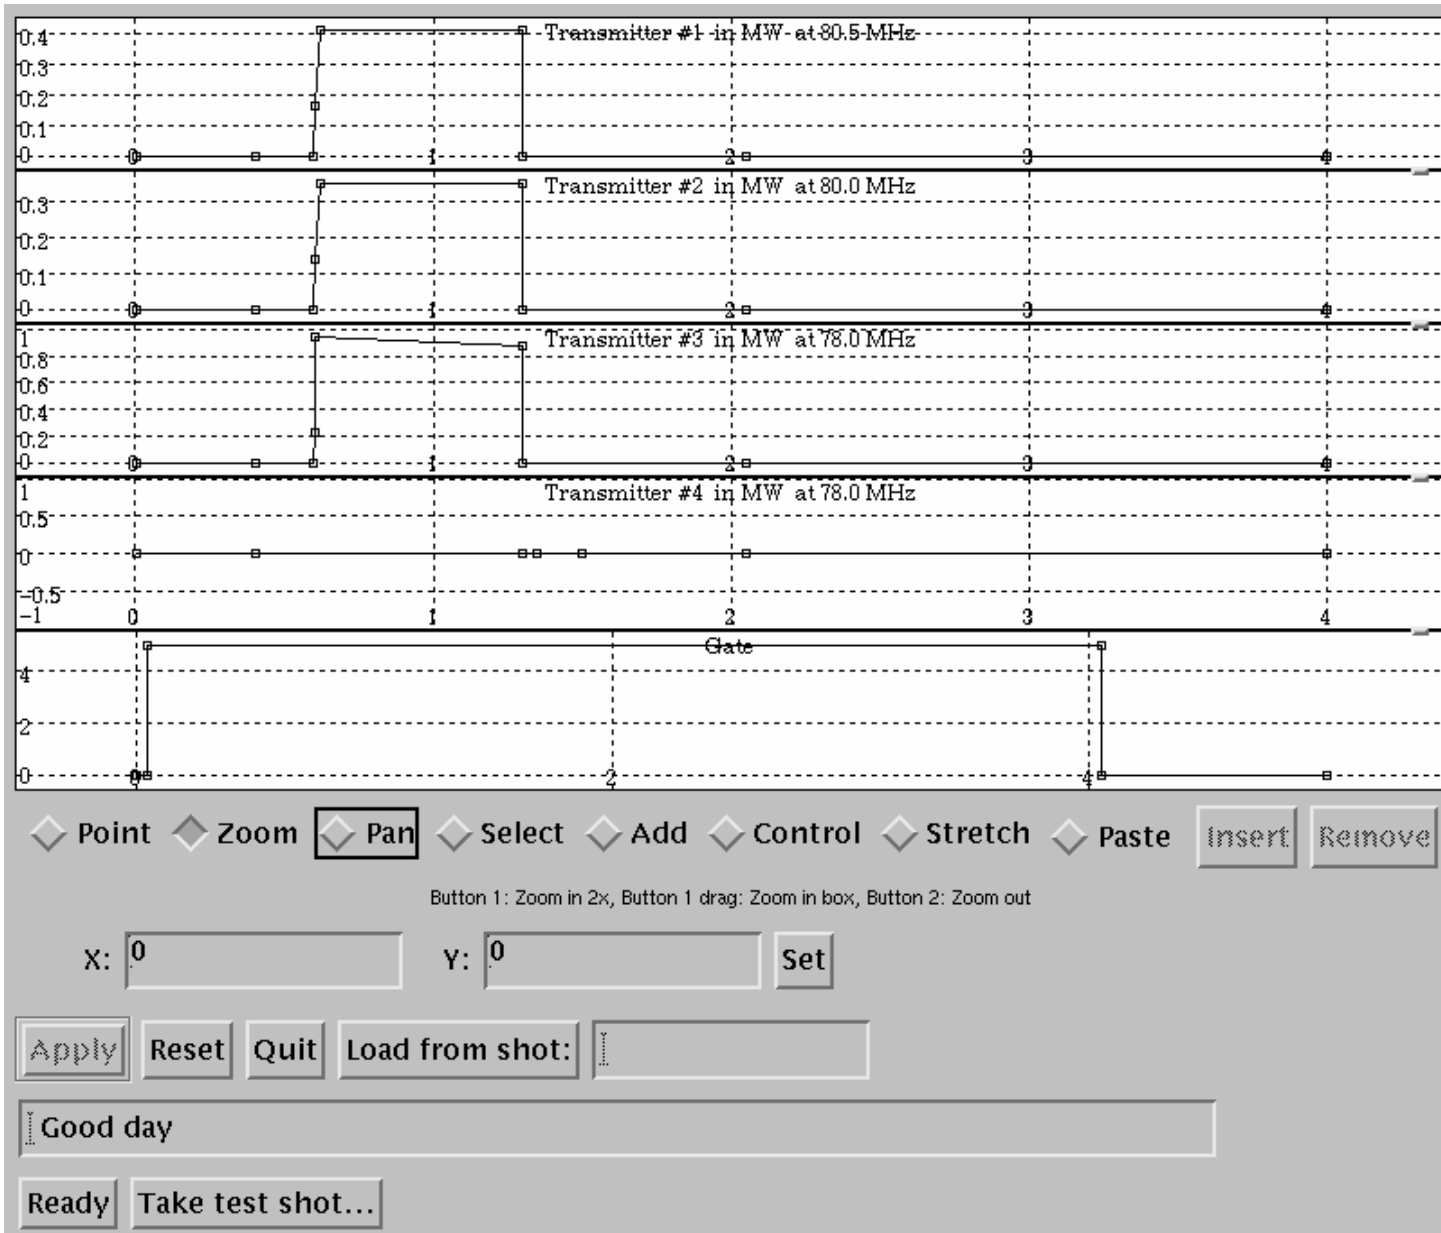 Transmitter #1 in MW at 80.5 MHz
0.4
0.3
0.2
0.1
0
0 1 2 3 4
Transmitter #2 in MW at 80.0 MHz
0.3
0.2
0.1
0
0 1 2 3 4
Transmitter #3 in MW at 78.0 MHz
1
0.8
0.6
0.4
0.2
0
0 1 2 3 4
Transmitter #4 in MW at 78.0 MHz
1
0.5
0
-0.5
-1
0 1 2 3 4
Gate
4
2
0
0 2 4
Point Zoom Pan Select Add Control Stretch Paste Insert Remove
Button 1: Zoom in 2x, Button 1 drag: Zoom in box, Button 2: Zoom out
X: 0 Y: 0 Set
Apply Reset Quit Load from shot:
Good day
Ready Take test shot...